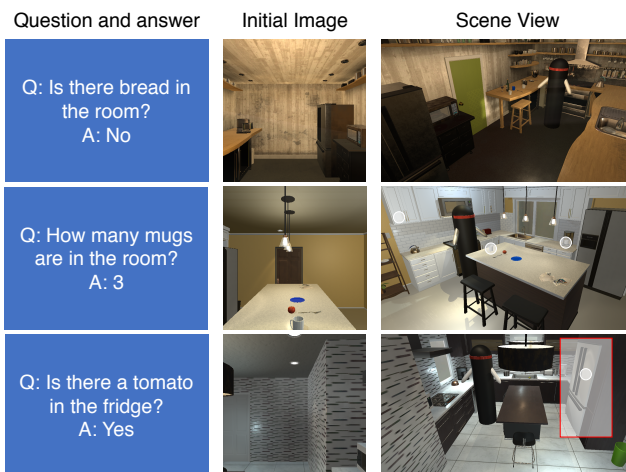 Question and answer
Initial Image
Scene View
Q: Is there bread in
the room?
A: No
Q: How many mugs
are in the room?
A: 3
Q: Is there a tomato
in the fridge?
A: Yes